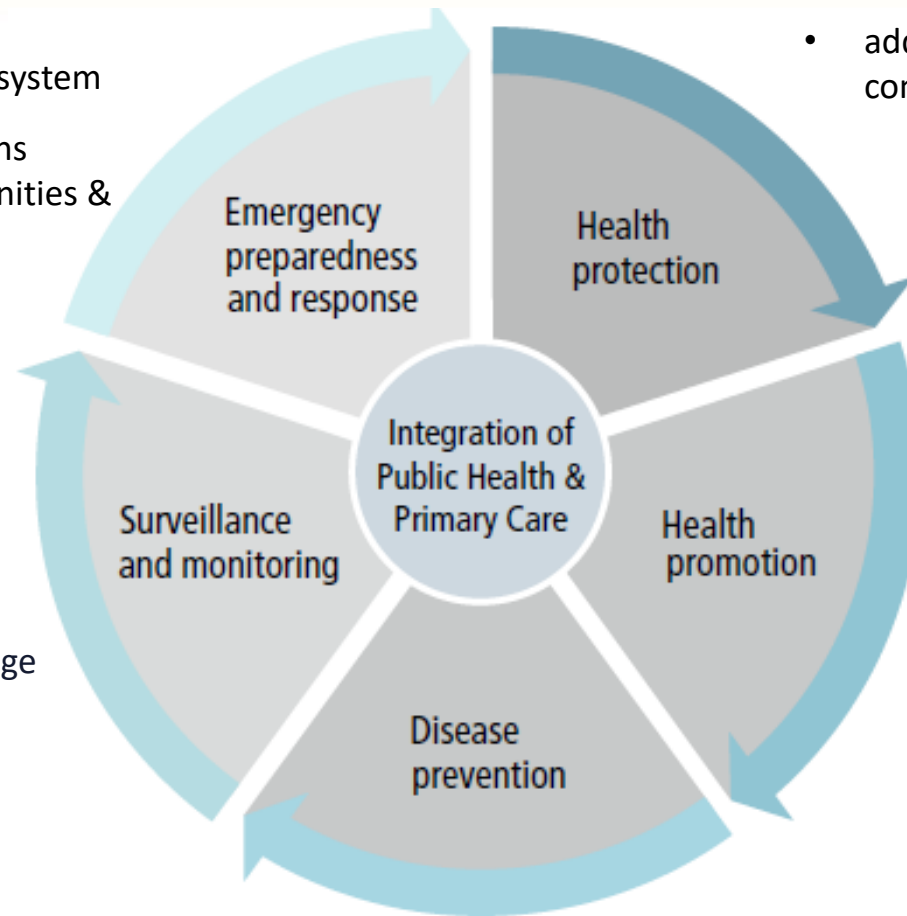 system
nities &
ge
•
Emergency
preparedness
and response
Health
protection
Integration of
Public Health &
Primary Care
Surveillance
and monitoring
Health
promotion
Disease
prevention